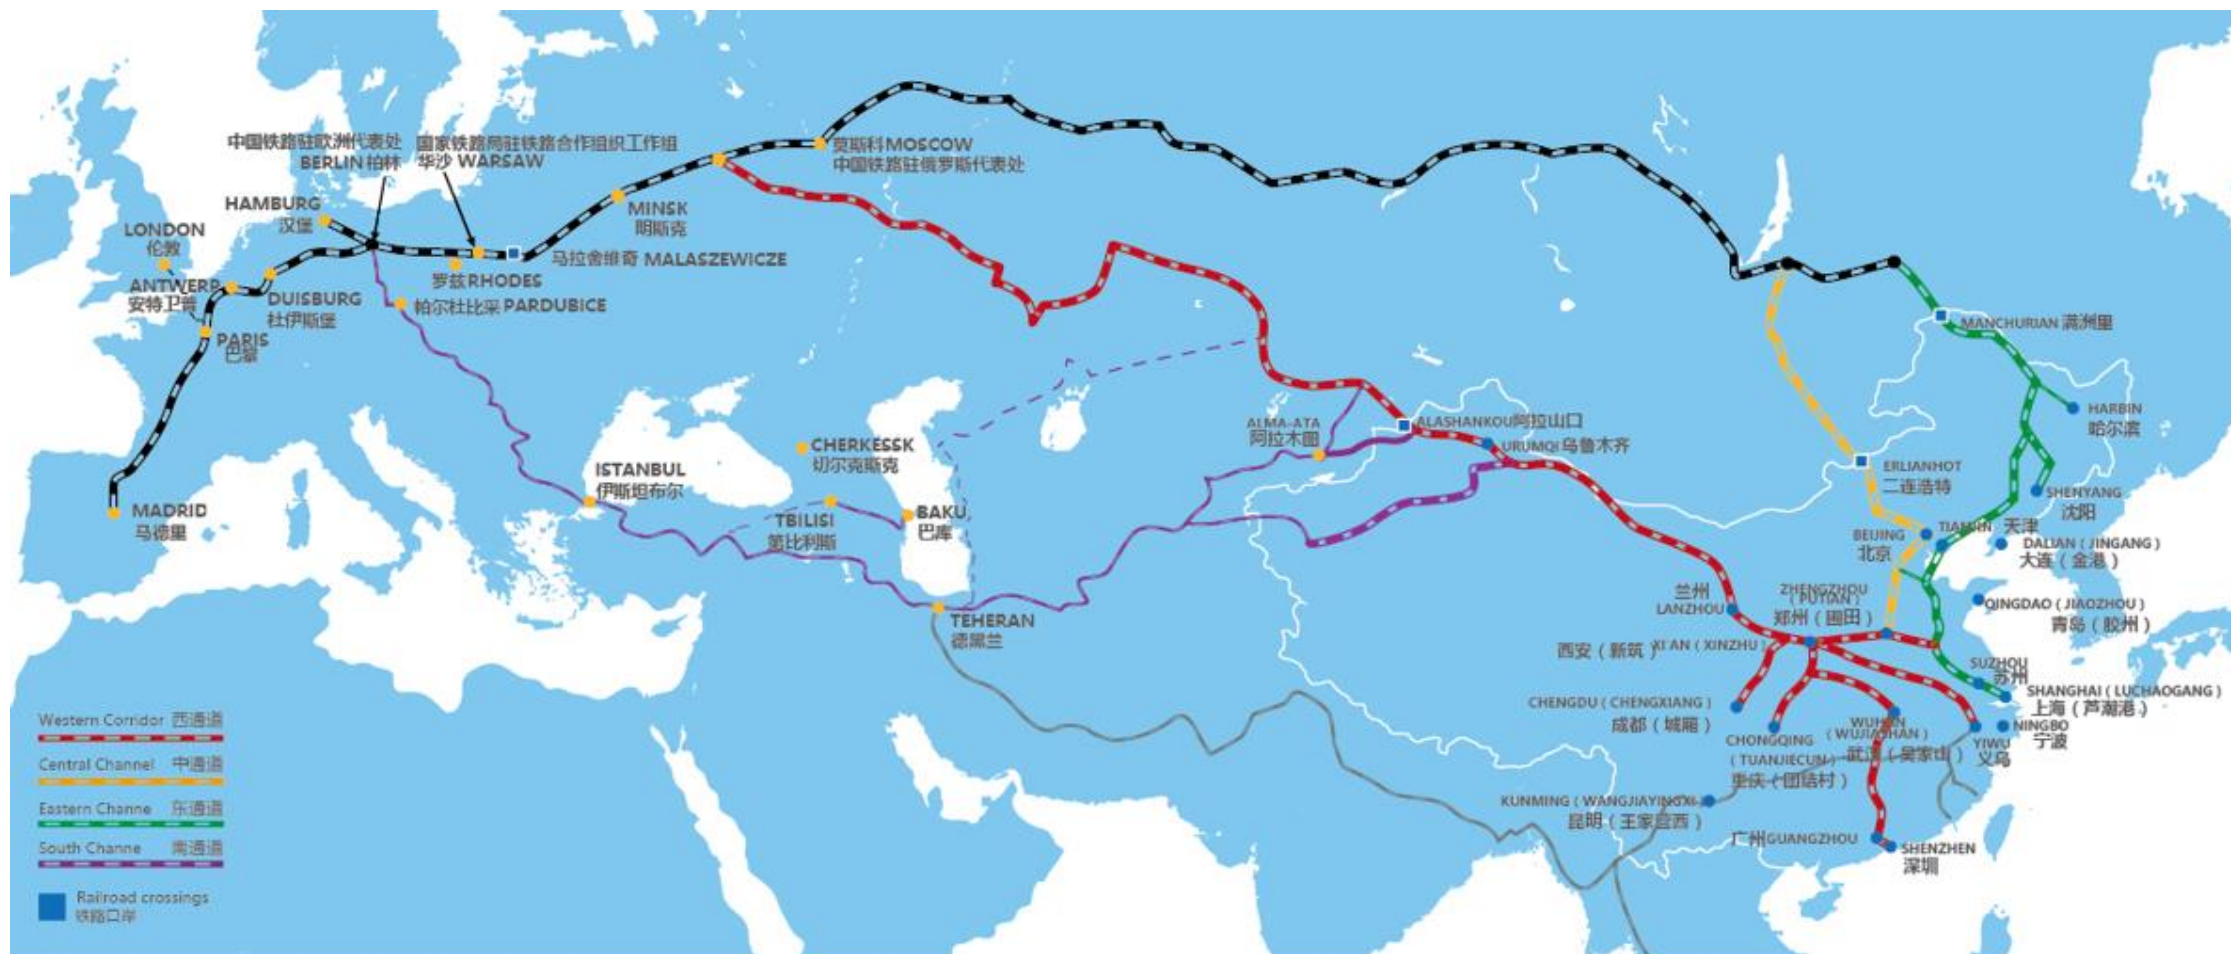 中国铁路驻欧洲代表处
BERLIN 柏林
国家铁路局驻铁路合作组织工作组
华沙 WARSAW
莫斯科 MOSCOW
中国铁路驻俄罗斯代表处
HAMBURG
汉堡
MINSK
明斯克
LONDON
伦敦
马拉舍维奇 MALASZEWICZE
罗兹 RHODES
ANTWERP
安特卫普
DUISBURG
杜伊斯堡
帕尔杜比采 PARDUBICE
PARIS
巴黎
MANCHURIAN 满洲里
HARBIN
哈尔滨
ALMA-ATA
阿拉木图
ALASHANKOU 阿拉山口
URUMQI 乌鲁木齐
CHERKESSK
切尔克斯克
ISTANBUL
伊斯坦布尔
ERLIANHOT
二连浩特
SHENYANG
沈阳
MADRID
马德里
TBILISI
第比利斯
BAKU
巴库
BEIJING
北京
TIANJIN 天津
DALIAN ( JINGANG )
大连（金港）
兰州
LANZHOU
ZHENGZHOU
( PUTIAN )
郑州（圃田）
QINGDAO ( JIAOZHOU )
青岛（胶州）
TEHERAN
德黑兰
西安（新筑）XI'AN ( XINZHU )
SUZHOU
苏州
SHANGHAI ( LUCHAOGANG )
上海（芦潮港）
CHENGDU ( CHENGXIANG )
成都（城厢）
WUHAN
( WUJIASHAN )
武汉（吴家山）
NINGBO
宁波
YIWU
义乌
CHONGQING
( TUANJIECUN )
重庆（团结村）
KUNMING ( WANGJIAYINGXI )
昆明（王家营西）
广州 GUANGZHOU
SHENZHEN
深圳
Western Corridor 西通道
Central Channel 中通道
Eastern Channe 东通道
South Channe 南通道
Railroad crossings
铁路口岸